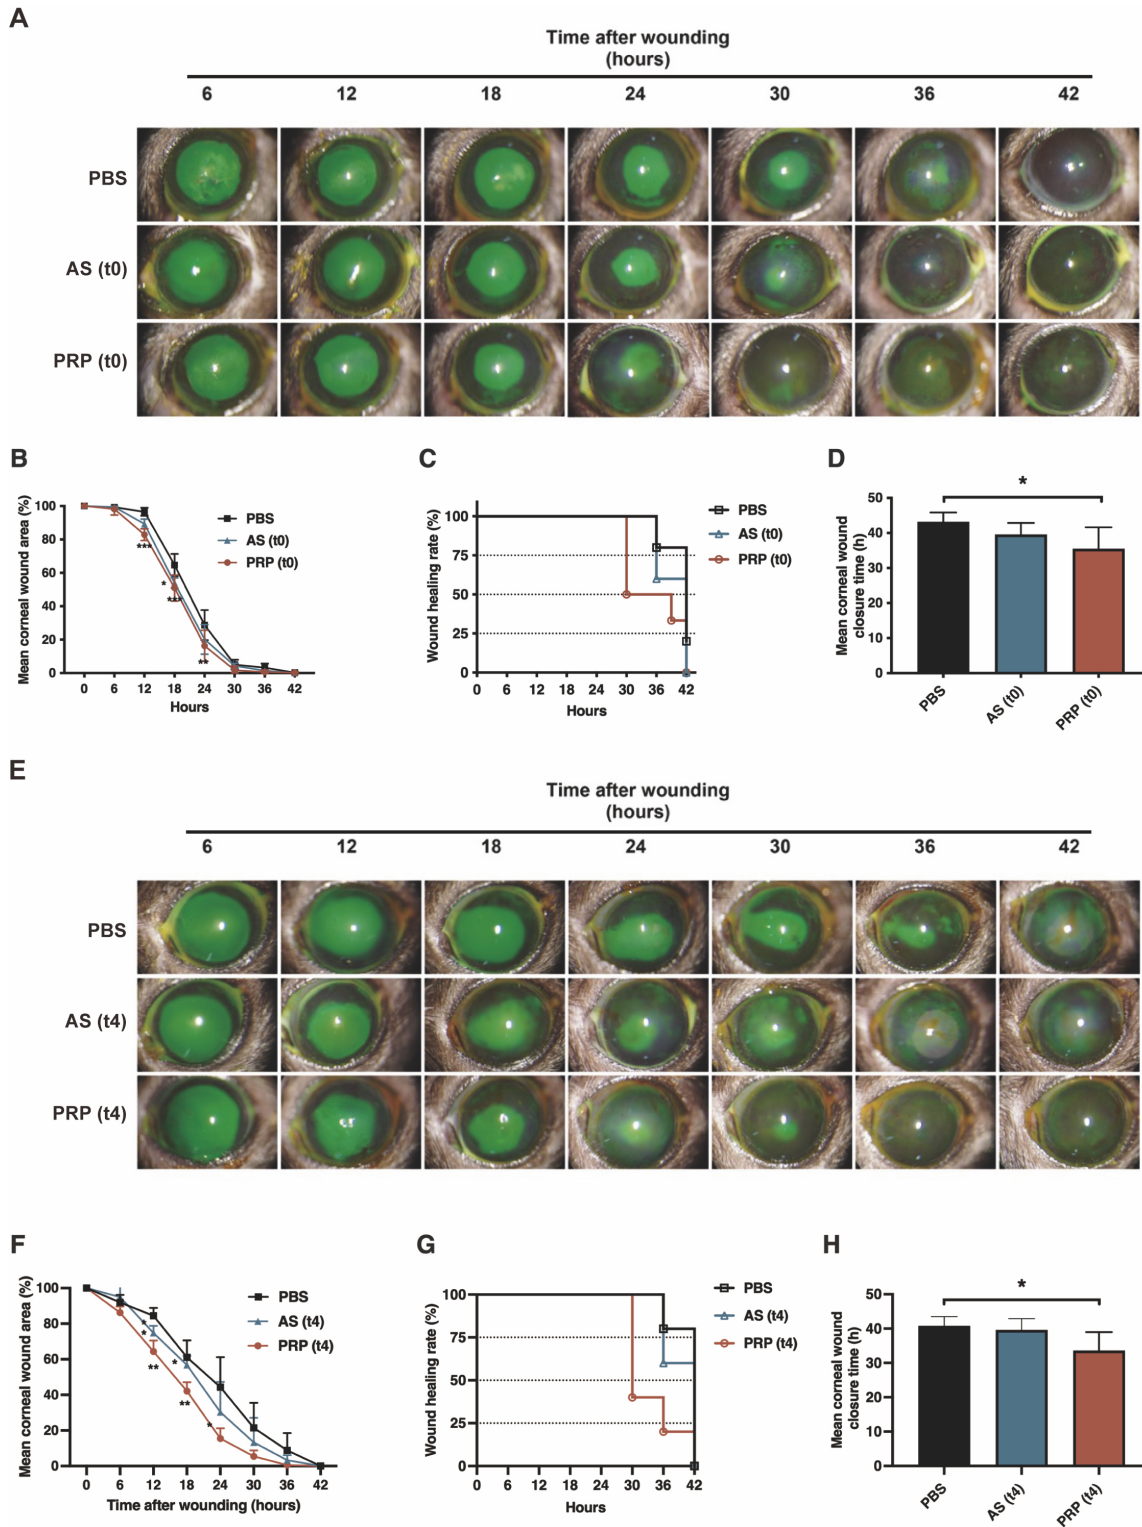 A
Time after wounding
(hours)
6 12 18 24 30 36 42
PBS
AS (t0)
PRP (t0)
B
Mean corneal wound area (%)
100
80
60
40
20
0
0 6 12 18 24 30 36 42
Hours
PBS
AS (t0)
PRP (t0)
***
*
***
**
C
Wound healing rate (%)
100
75
50
25
0
0 6 12 18 24 30 36 42
Hours
PBS
AS (t0)
PRP (t0)
D
Mean corneal wound
closure time (h)
50
40
30
20
10
0
*
PBS
AS (t0)
PRP (t0)
E
Time after wounding
(hours)
6 12 18 24 30 36 42
PBS
AS (t4)
PRP (t4)
F
Mean corneal wound area (%)
100
80
60
40
20
0
0 6 12 18 24 30 36 42
Time after wounding (hours)
PBS
AS (t4)
PRP (t4)
*
*
**
*
**
*
G
Wound healing rate (%)
100
75
50
25
0
0 6 12 18 24 30 36 42
Hours
PBS
AS (t4)
PRP (t4)
H
Mean corneal wound
closure time (h)
50
40
30
20
10
0
*
PBS
AS (t4)
PRP (t4)